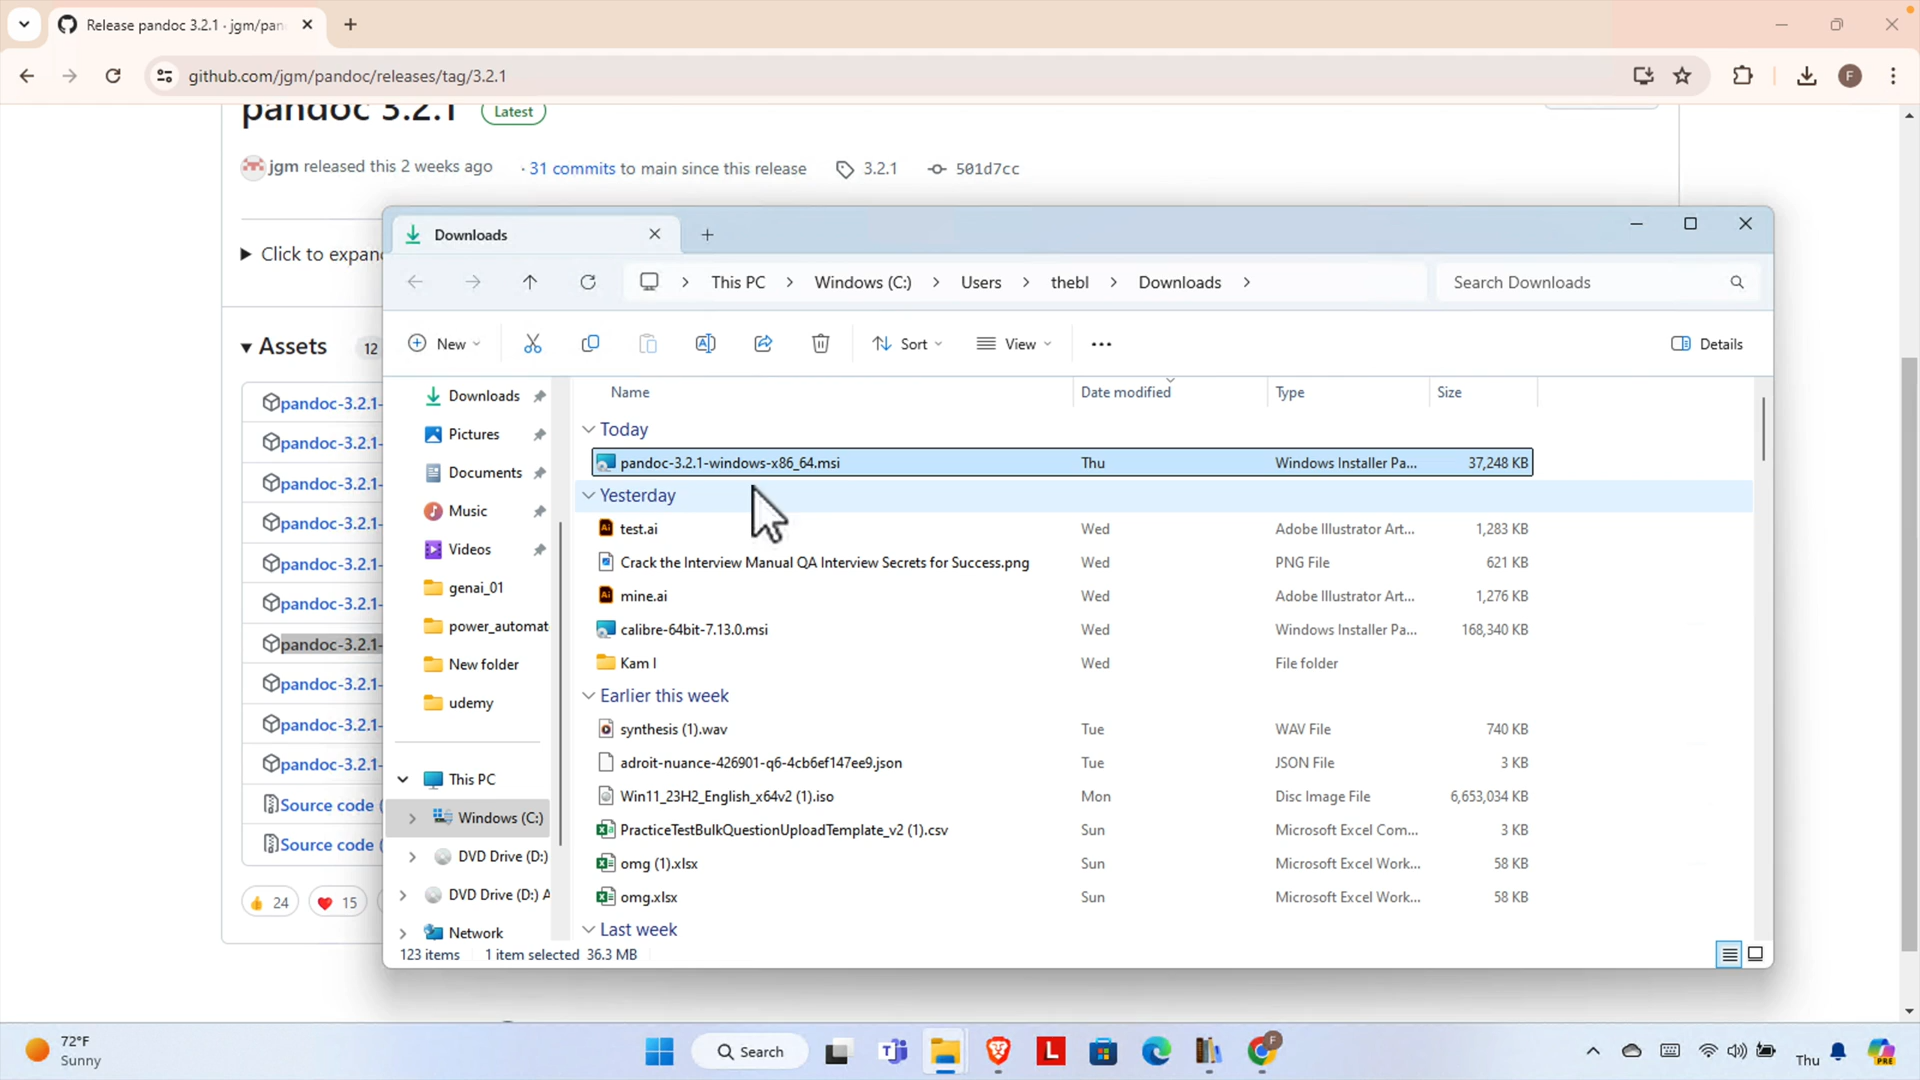 Release pandoc 3.2.1 · jgm/pan
github.com/jgm/pandoc/releases/tag/3.2.1
F
pandoc 3.2.1
Latest
jgm released this 2 weeks ago · 31 commits to main since this release 3.2.1 501d7cc
Click to expan
Assets 12
pandoc-3.2.1-
pandoc-3.2.1-
pandoc-3.2.1-
pandoc-3.2.1-
pandoc-3.2.1-
pandoc-3.2.1-
pandoc-3.2.1-
pandoc-3.2.1-
pandoc-3.2.1-
pandoc-3.2.1-
Source code (
Source code (
24
15
Downloads
This PC > Windows (C:) > Users > thebl > Downloads >
Search Downloads
New
Sort
View
Details
Downloads
Pictures
Documents
Music
Videos
genai_01
power_automat
New folder
udemy
This PC
Windows (C:)
DVD Drive (D:)
DVD Drive (D:) A
Network
Name Date modified Type Size
Today
pandoc-3.2.1-windows-x86_64.msi Thu Windows Installer Pa... 37,248 KB
Yesterday
test.ai Wed Adobe Illustrator Art... 1,283 KB
Crack the Interview Manual QA Interview Secrets for Success.png Wed PNG File 621 KB
mine.ai Wed Adobe Illustrator Art... 1,276 KB
calibre-64bit-7.13.0.msi Wed Windows Installer Pa... 168,340 KB
Kam I Wed File folder
Earlier this week
synthesis (1).wav Tue WAV File 740 KB
adroit-nuance-426901-q6-4cb6ef147ee9.json Tue JSON File 3 KB
Win11_23H2_English_x64v2 (1).iso Mon Disc Image File 6,653,034 KB
PracticeTestBulkQuestionUploadTemplate_v2 (1).csv Sun Microsoft Excel Com... 3 KB
omg (1).xlsx Sun Microsoft Excel Work... 58 KB
omg.xlsx Sun Microsoft Excel Work... 58 KB
Last week
123 items 1 item selected 36.3 MB
72°F
Sunny
Search
L
F
Thu
PRE